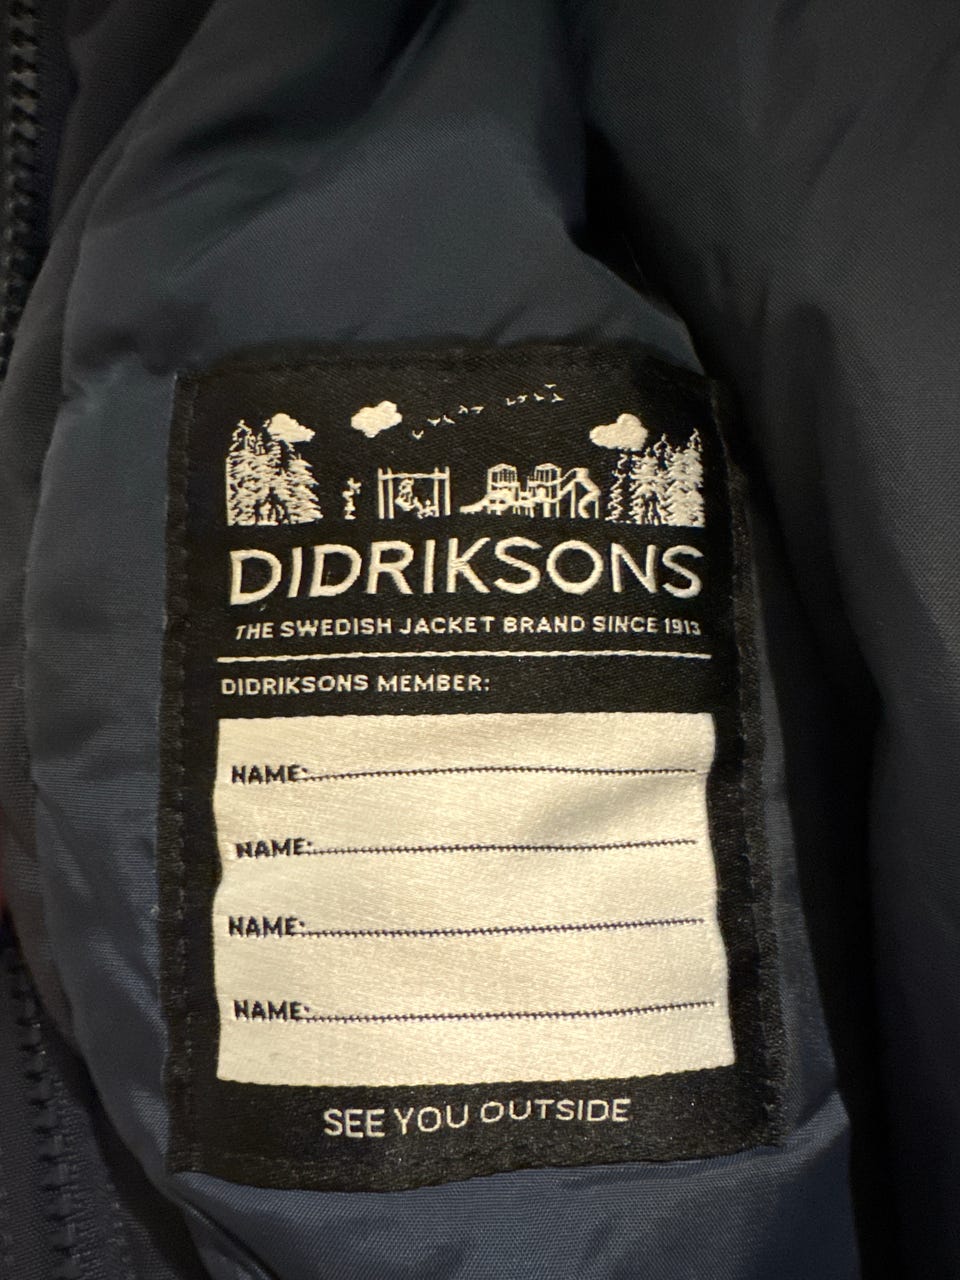 DIDRIKSONS
THE SWEDISH JACKET BRAND SINCE 1913
DIDRIKSONS MEMBER:
NAME:
NAME:
NAME:
NAME:
SEE YOU OUTSIDE